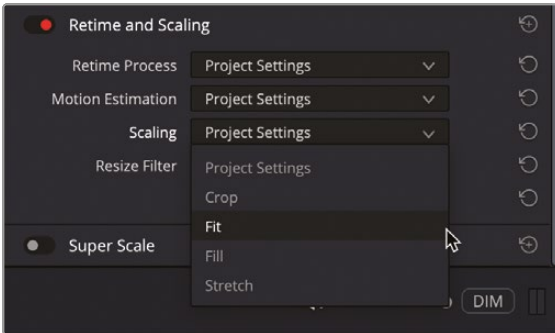 Retime and Scaling
Retime Process Project Settings
Motion Estimation Project Settings
Scaling Project Settings
Resize Filter Project Settings
Crop
Fit
Super Scale
Fill
Stretch
DIM